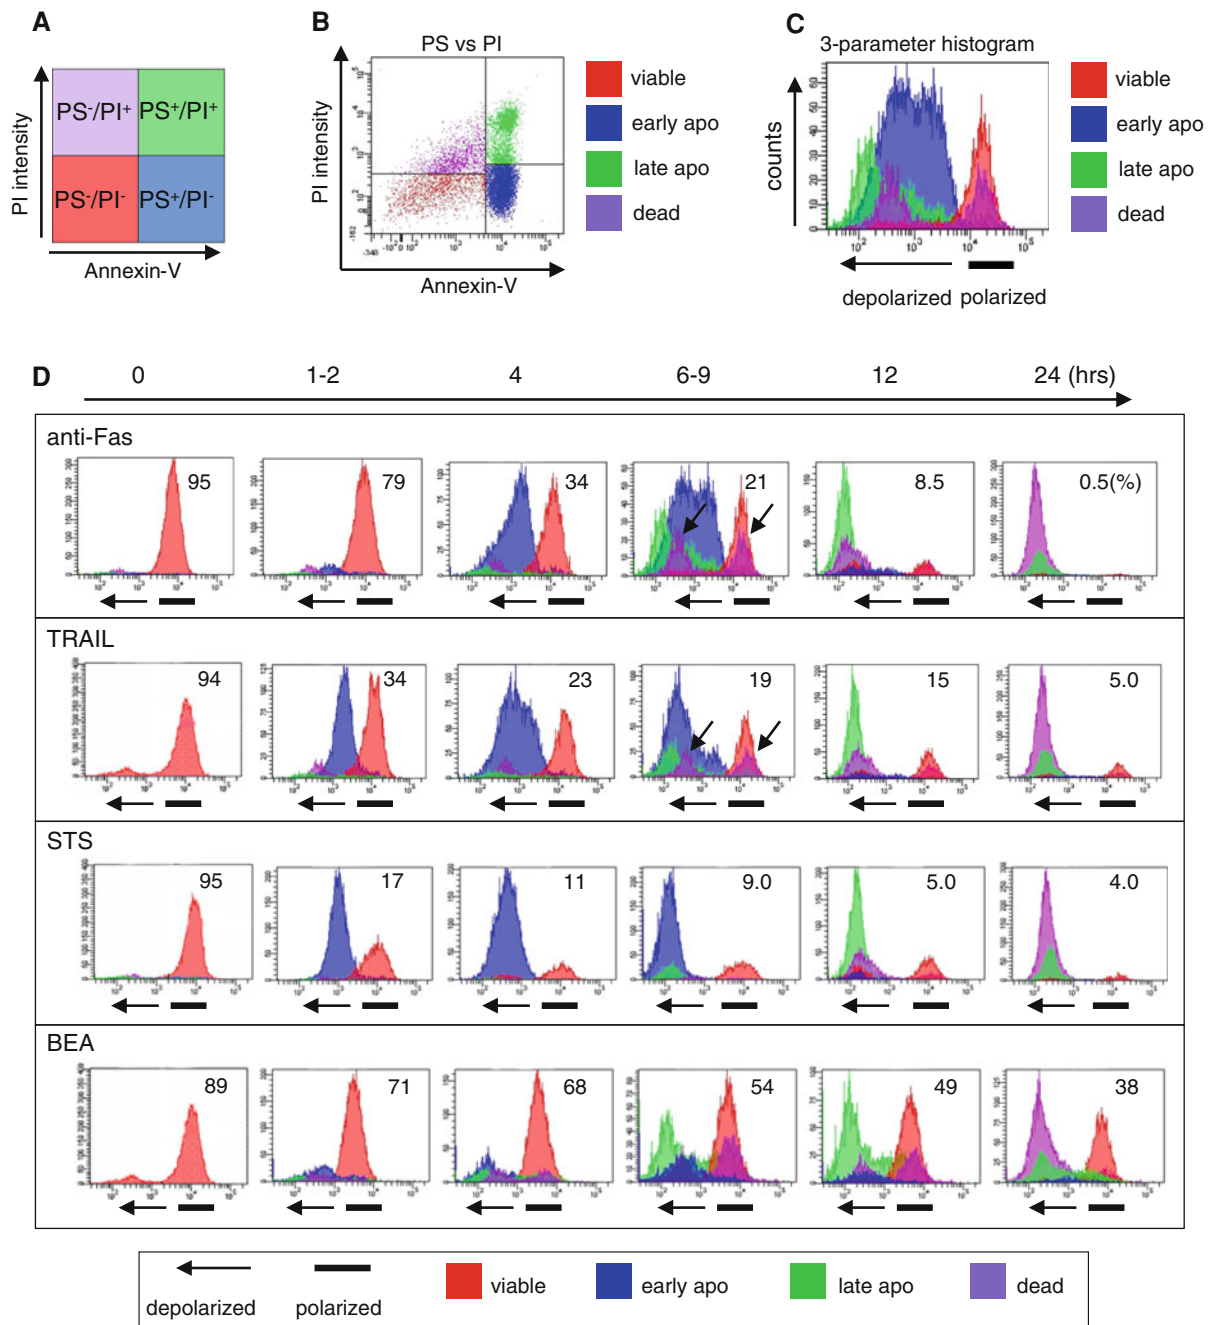 A
PI intensity
PS-/PI+ PS+/PI+
PS-/PI- PS+/PI-
Annexin-V
B
PS vs PI
PI intensity
Annexin-V
viable
early apo
late apo
dead
C
3-parameter histogram
counts
depolarized polarized
viable
early apo
late apo
dead
D 0 1-2 4 6-9 12 24 (hrs)
anti-Fas
95 79 34 21 8.5 0.5(%)
TRAIL
94 34 23 19 15 5.0
STS
95 17 11 9.0 5.0 4.0
BEA
89 71 68 54 49 38
depolarized polarized viable early apo late apo dead